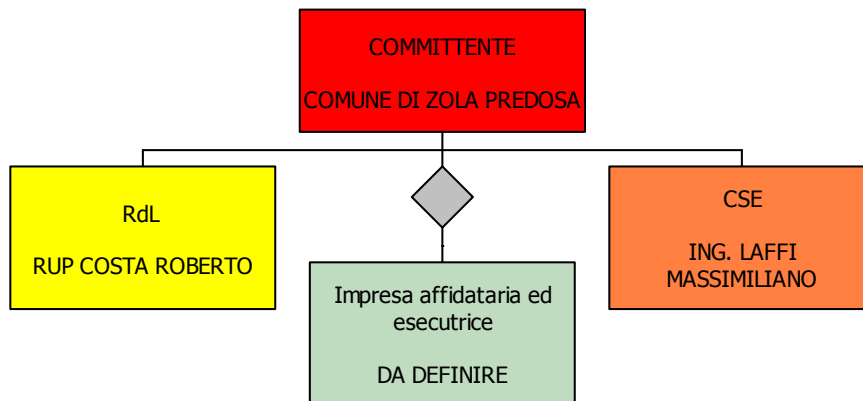 COMMITTENTE
COMUNE DI ZOLA PREDOSA
RdL
RUP COSTA ROBERTO
Impresa affidataria ed
esecutrice
DA DEFINIRE
CSE
ING. LAFFI
MASSIMILIANO